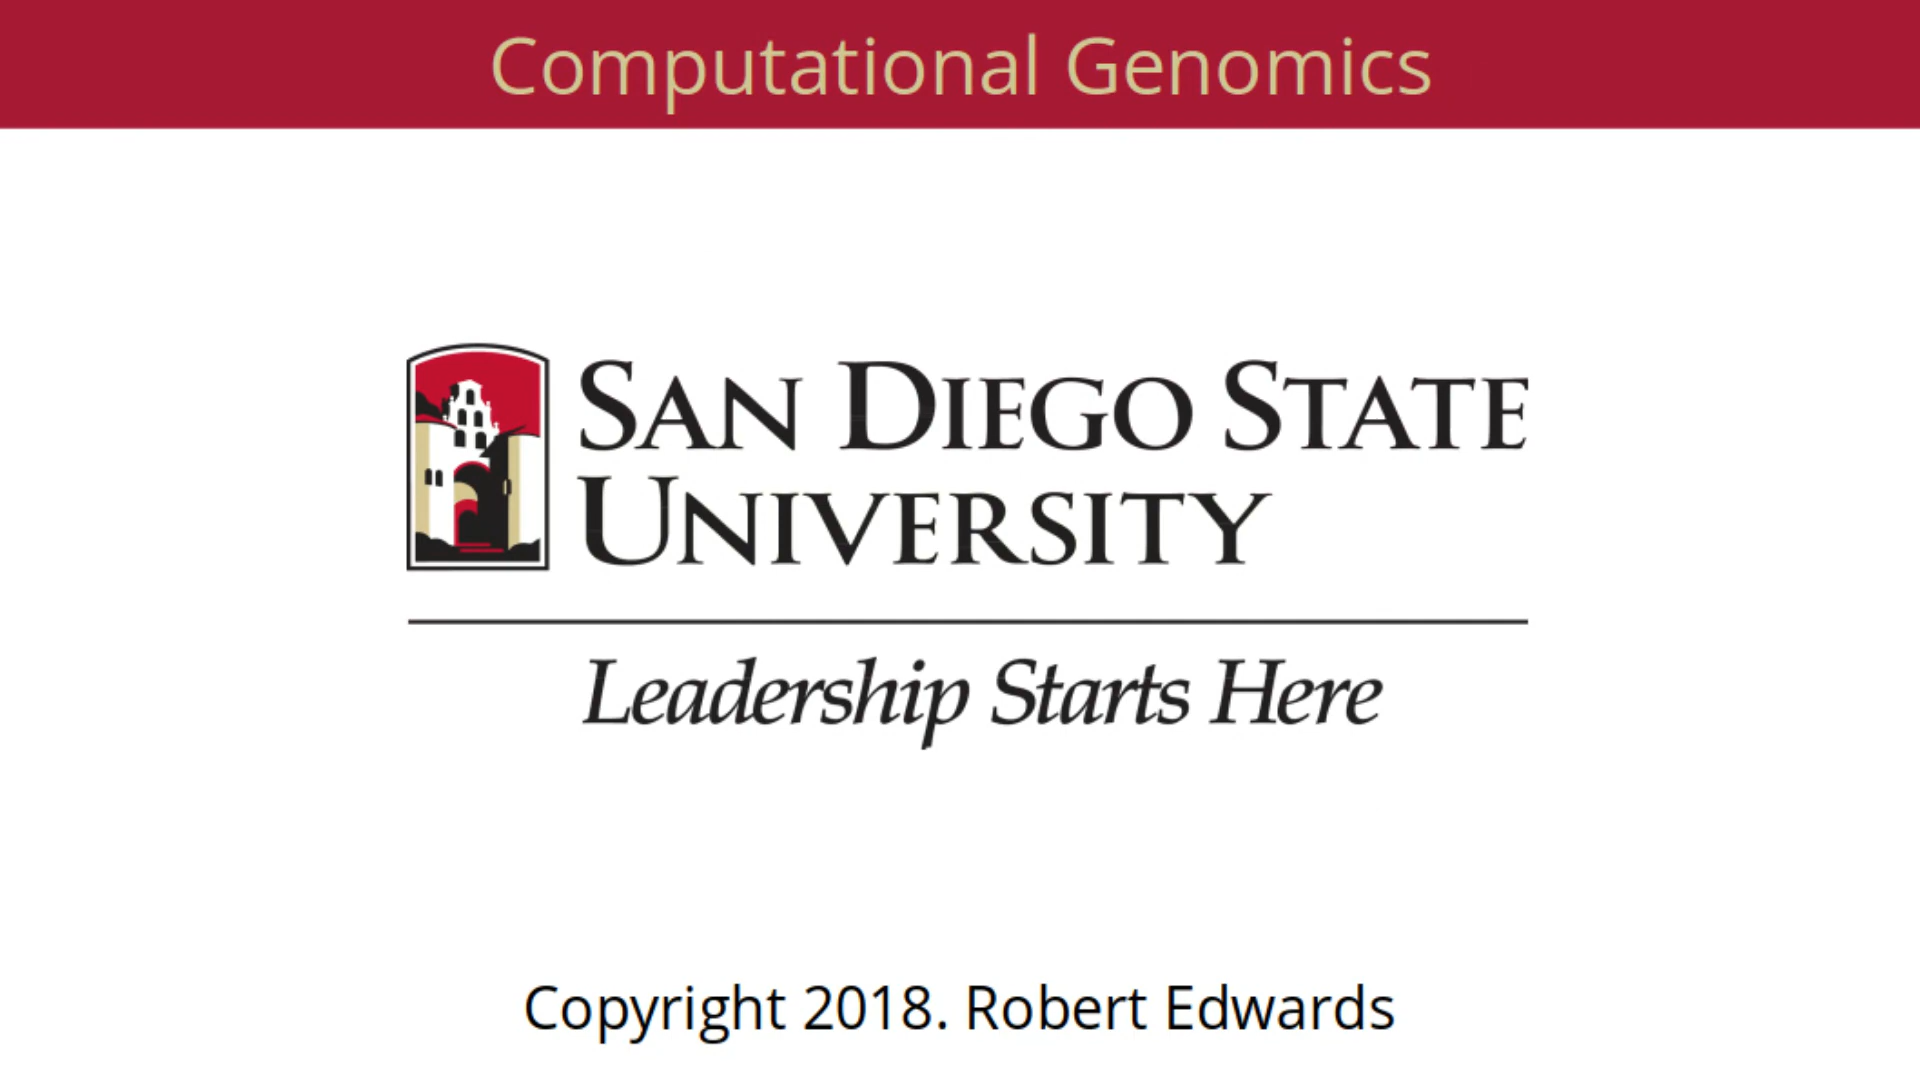 Computational Genomics
SAN DIEGO STATE
UNIVERSITY
Leadership Starts Here
Copyright 2018. Robert Edwards